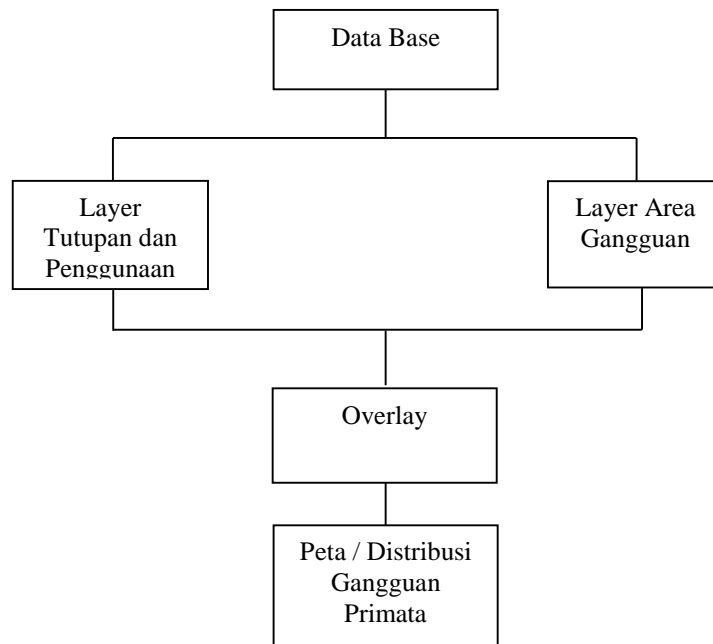 Data Base
Layer
Tutupan dan
Penggunaan
Layer Area
Gangguan
Overlay
Peta / Distribusi
Gangguan
Primata